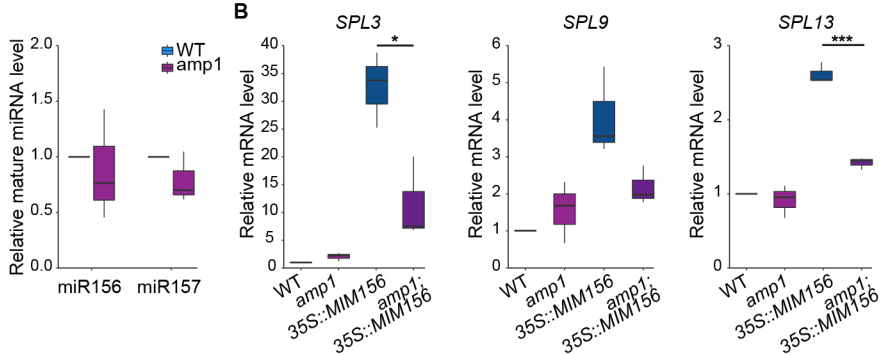 B
Relative mature miRNA level
2.0
1.5
1.0
0.5
0.0
WT
amp1
miR156
miR157
SPL3
Relative mRNA level
40
35
30
25
20
15
10
5
0
*
WT
amp1
35S::MIM156
amp1;
35S::MIM156
SPL9
Relative mRNA level
6
5
4
3
2
1
0
WT
amp1
35S::MIM156
amp1;
35S::MIM156
SPL13
Relative mRNA level
3
2
1
0
***
WT
amp1
35S::MIM156
amp1;
35S::MIM156